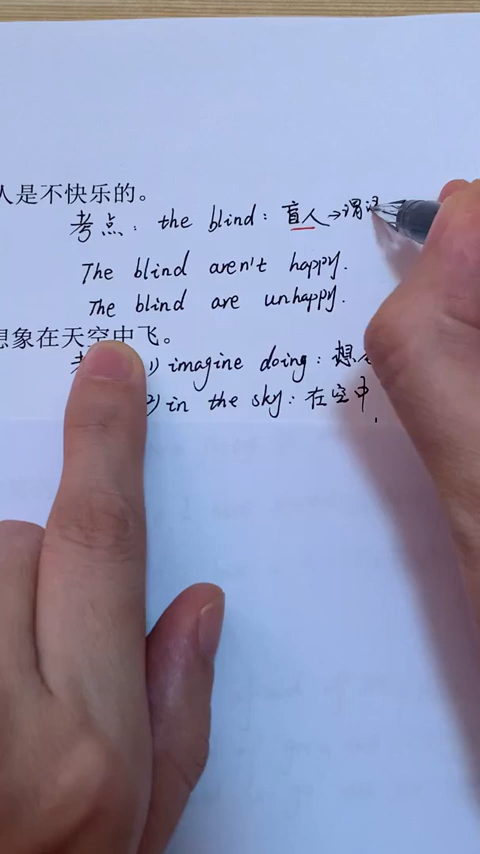 人是不快乐的。
考点: the blind: 盲人→谓
The blind aren't happy.
The blind are unhappy.
想象在天空中飞。
1) imagine doing: 想
2) in the sky: 在空中